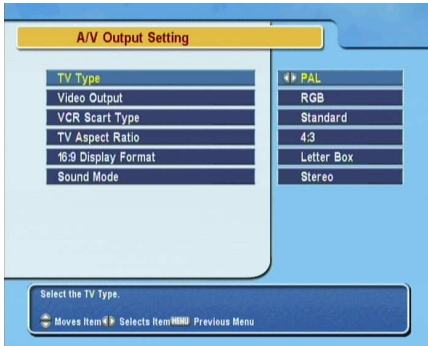 A/V Output Setting
TV Type PAL
Video Output RGB
VCR Scart Type Standard
TV Aspect Ratio 4:3
16:9 Display Format Letter Box
Sound Mode Stereo
Select the TV Type.
Moves Item Selects Item MENU Previous Menu